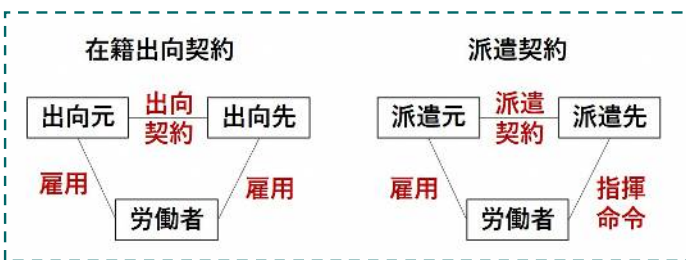 在籍出向契約
出向元
出向
契約
出向先
雇用
雇用
労働者
派遣契約
派遣元
派遣
契約
派遣先
雇用
指揮
命令
労働者